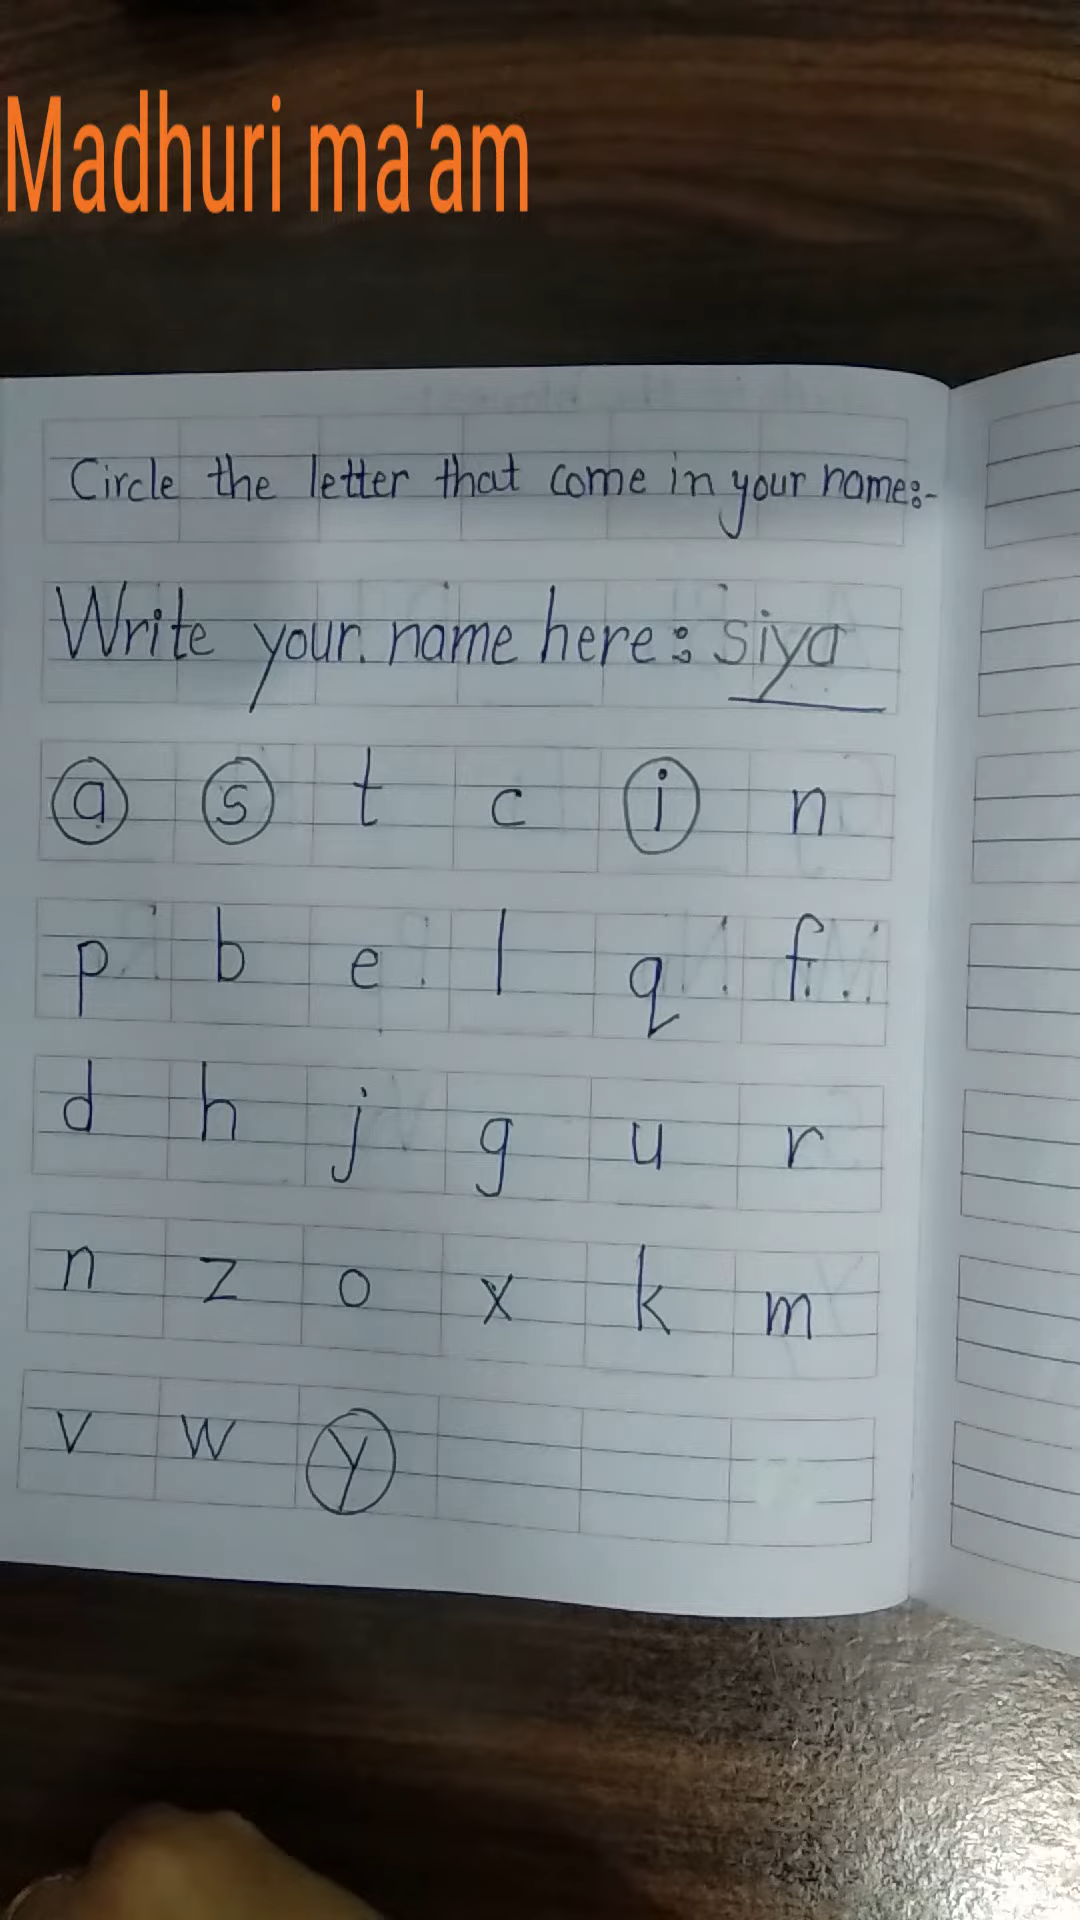 Madhuri ma'am
Circle the letter that come in your name:-
Write your name here: siya
a s t c i n
p b e l q f
d h j g u r
n z o x k m
v w y